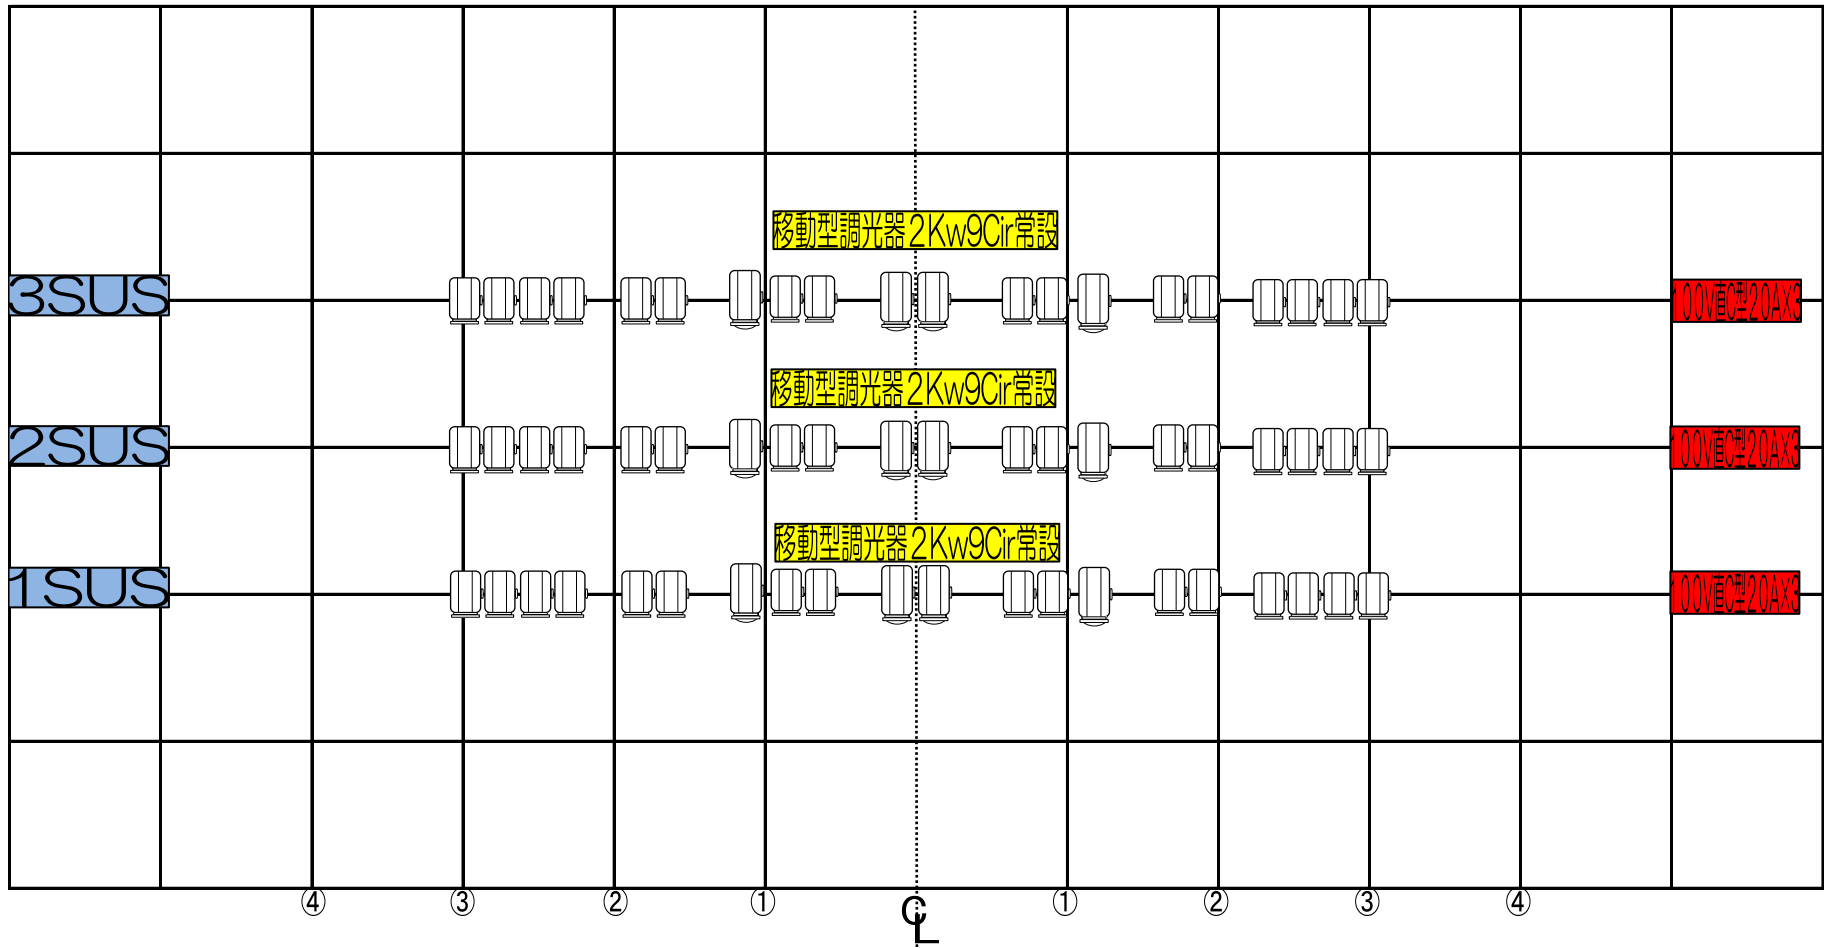 移動型調光器2Kw9Cir常設
3SUS
100V直C型20AX3
移動型調光器2Kw9Cir常設
2SUS
100V直C型20AX3
移動型調光器2Kw9Cir常設
1SUS
100V直C型20AX3
④ ③ ② ① CL ① ② ③ ④